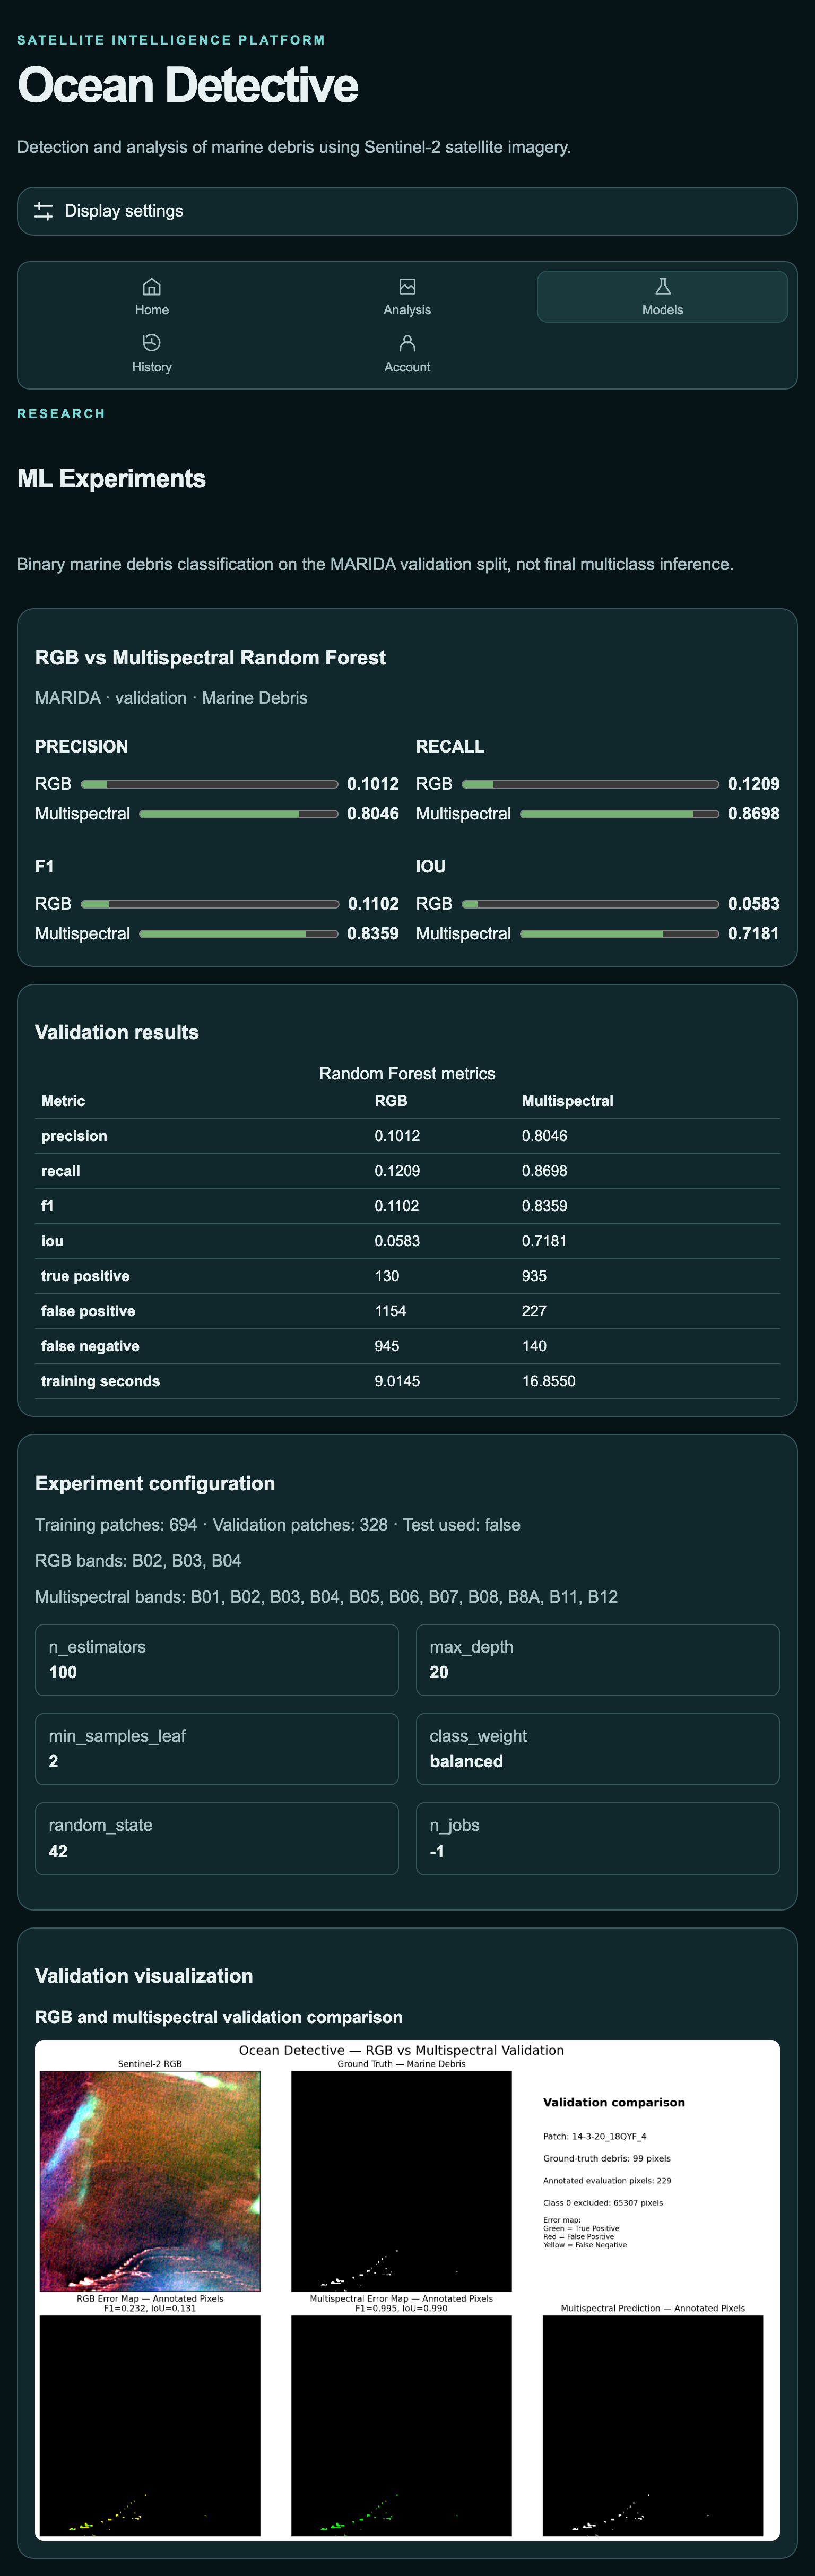 SATELLITE INTELLIGENCE PLATFORM
Ocean Detective
Detection and analysis of marine debris using Sentinel-2 satellite imagery.
Display settings
Home
Analysis
Models
History
Account
RESEARCH
ML Experiments
Binary marine debris classification on the MARIDA validation split, not final multiclass inference.
RGB vs Multispectral Random Forest
MARIDA · validation · Marine Debris
PRECISION
RGB 0.1012
Multispectral 0.8046
RECALL
RGB 0.1209
Multispectral 0.8698
F1
RGB 0.1102
Multispectral 0.8359
IOU
RGB 0.0583
Multispectral 0.7181
Validation results
Random Forest metrics
Metric RGB Multispectral
precision 0.1012 0.8046
recall 0.1209 0.8698
f1 0.1102 0.8359
iou 0.0583 0.7181
true positive 130 935
false positive 1154 227
false negative 945 140
training seconds 9.0145 16.8550
Experiment configuration
Training patches: 694 · Validation patches: 328 · Test used: false
RGB bands: B02, B03, B04
Multispectral bands: B01, B02, B03, B04, B05, B06, B07, B08, B8A, B11, B12
n_estimators
100
max_depth
20
min_samples_leaf
2
class_weight
balanced
random_state
42
n_jobs
-1
Validation visualization
RGB and multispectral validation comparison
Ocean Detective — RGB vs Multispectral Validation
Sentinel-2 RGB
Ground Truth — Marine Debris
Validation comparison
Patch: 14-3-20_18QYF_4
Ground-truth debris: 99 pixels
Annotated evaluation pixels: 229
Class 0 excluded: 65307 pixels
Error map:
Green = True Positive
Red = False Positive
Yellow = False Negative
RGB Error Map — Annotated Pixels
F1=0.232, IoU=0.131
Multispectral Error Map — Annotated Pixels
F1=0.995, IoU=0.990
Multispectral Prediction — Annotated Pixels